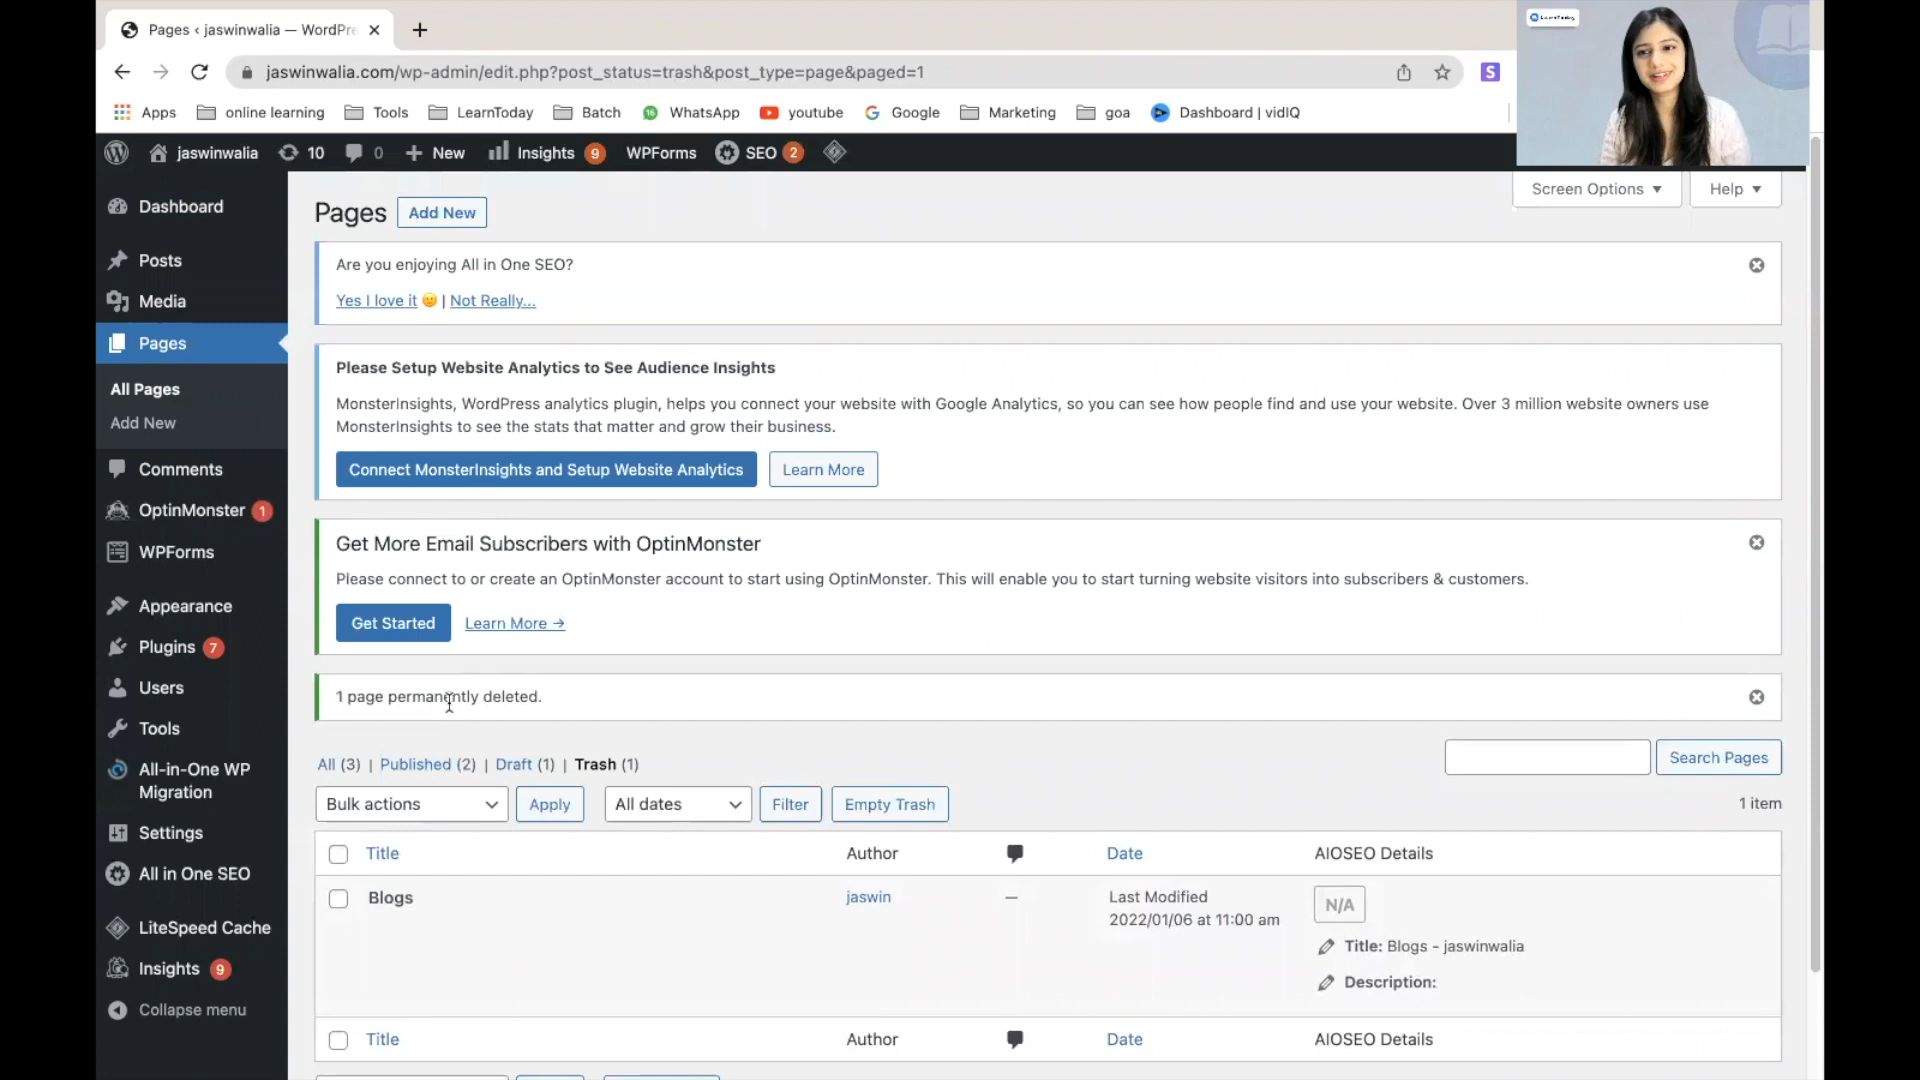 Pages < jaswinwalia — WordPre
jaswinwalia.com/wp-admin/edit.php?post_status=trash&post_type=page&paged=1
S
Apps online learning Tools LearnToday Batch WhatsApp youtube Google Marketing goa Dashboard | vidIQ
jaswinwalia 10 0 New Insights 9 WPForms SEO 2
Screen Options Help
Dashboard
Posts
Media
Pages
All Pages
Add New
Comments
OptinMonster 1
WPForms
Appearance
Plugins 7
Users
Tools
All-in-One WP
Migration
Settings
All in One SEO
LiteSpeed Cache
Insights 9
Collapse menu
Pages Add New
Are you enjoying All in One SEO?
Yes I love it 🙂 | Not Really...
Please Setup Website Analytics to See Audience Insights
MonsterInsights, WordPress analytics plugin, helps you connect your website with Google Analytics, so you can see how people find and use your website. Over 3 million website owners use
MonsterInsights to see the stats that matter and grow their business.
Connect MonsterInsights and Setup Website Analytics Learn More
Get More Email Subscribers with OptinMonster
Please connect to or create an OptinMonster account to start using OptinMonster. This will enable you to start turning website visitors into subscribers & customers.
Get Started Learn More →
1 page permanently deleted.
All (3) | Published (2) | Draft (1) | Trash (1)
Search Pages
Bulk actions Apply All dates Filter Empty Trash 1 item
Title Author Date AIOSEO Details
Blogs jaswin — Last Modified N/A
2022/01/06 at 11:00 am
Title: Blogs - jaswinwalia
Description:
Title Author Date AIOSEO Details